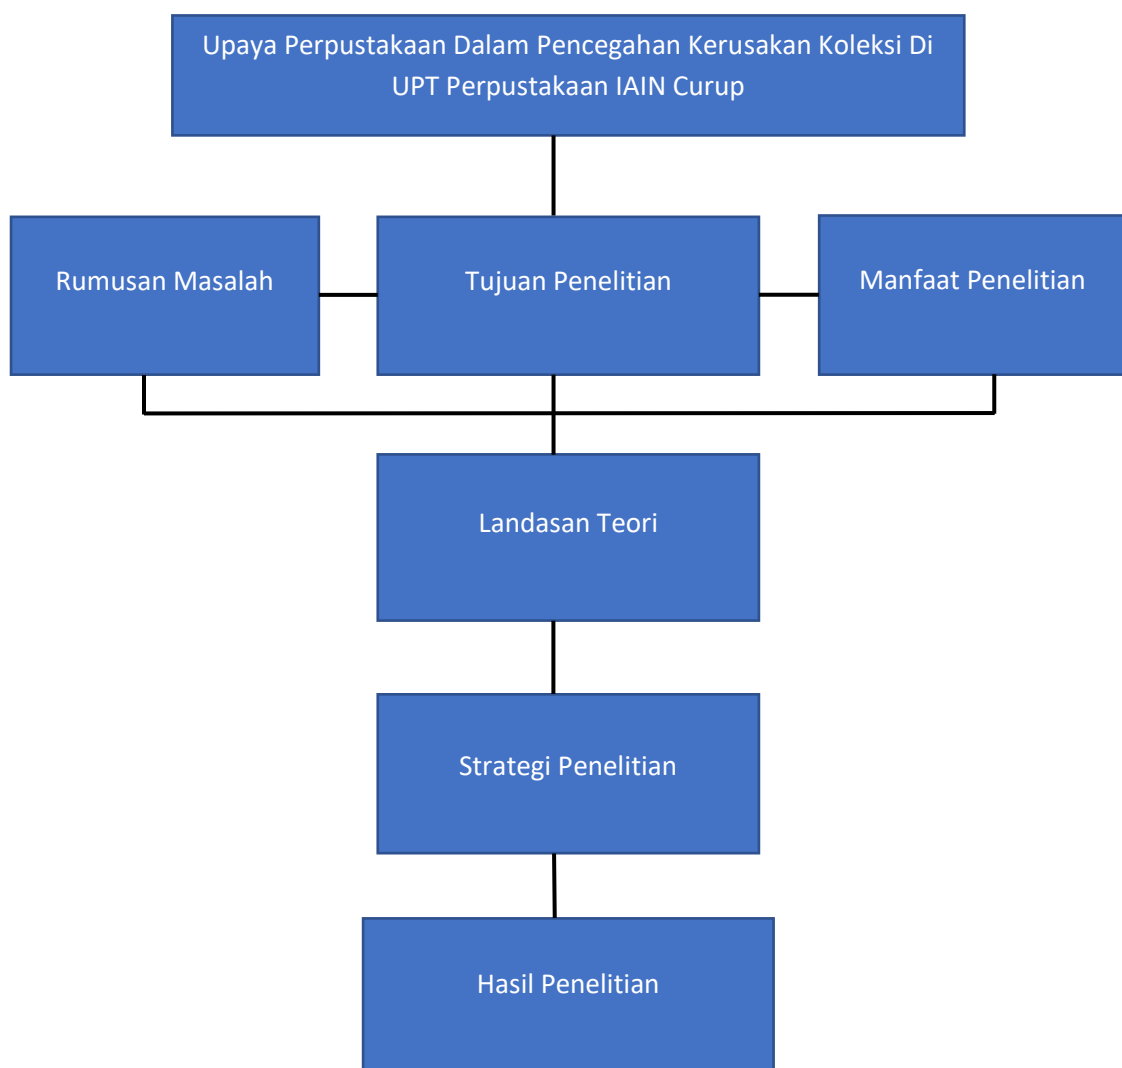 Upaya Perpustakaan Dalam Pencegahan Kerusakan Koleksi Di
UPT Perpustakaan IAIN Curup
Rumusan Masalah
Tujuan Penelitian
Manfaat Penelitian
Landasan Teori
Strategi Penelitian
Hasil Penelitian